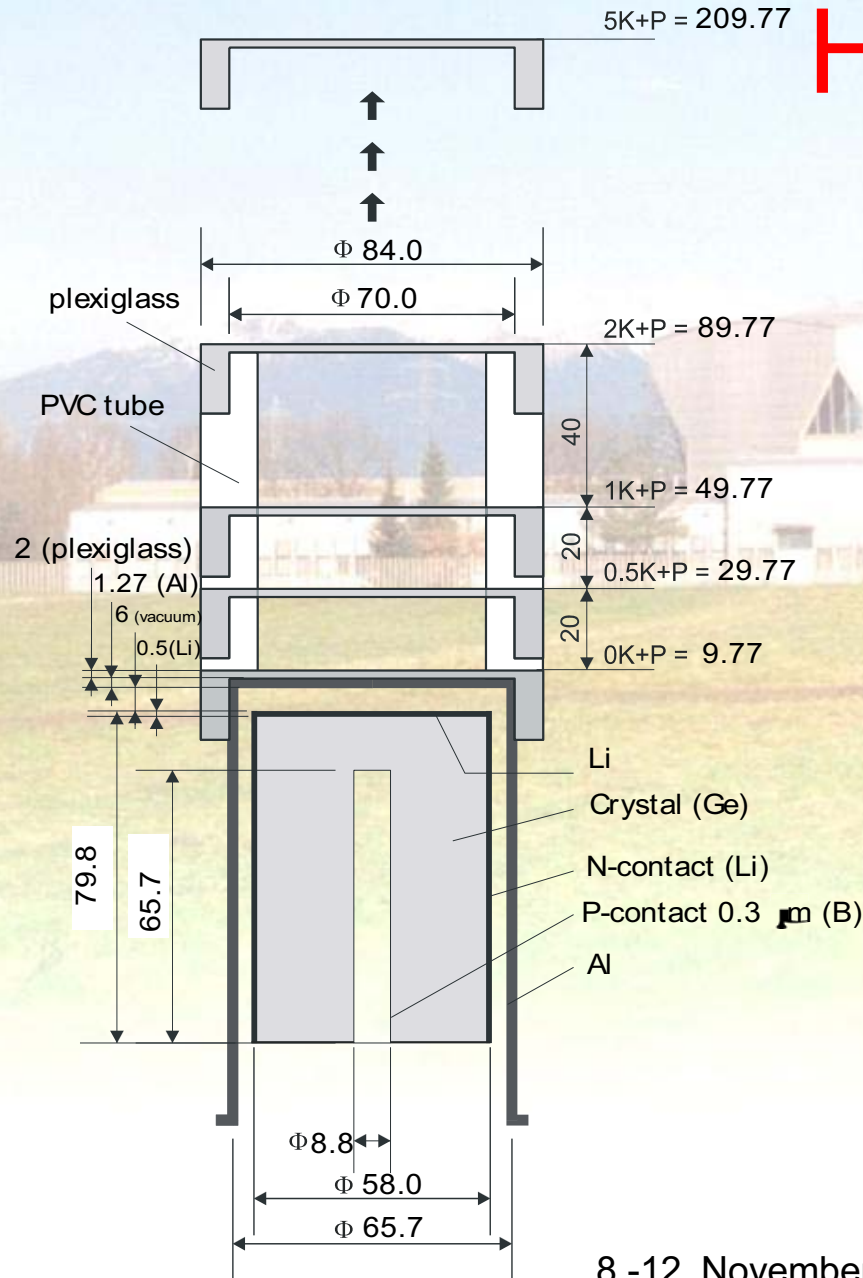 5K+P = 209.77
Φ 84.0
plexiglass
Φ 70.0
2K+P = 89.77
PVC tube
40
1K+P = 49.77
2 (plexiglass)
20
1.27 (Al)
0.5K+P = 29.77
6 (vacuum)
20
0.5(Li)
0K+P = 9.77
Li
Crystal (Ge)
79.8
65.7
N-contact (Li)
P-contact 0.3 μm (B)
Al
Φ8.8
Φ 58.0
Φ 65.7
8 -12 Novembe